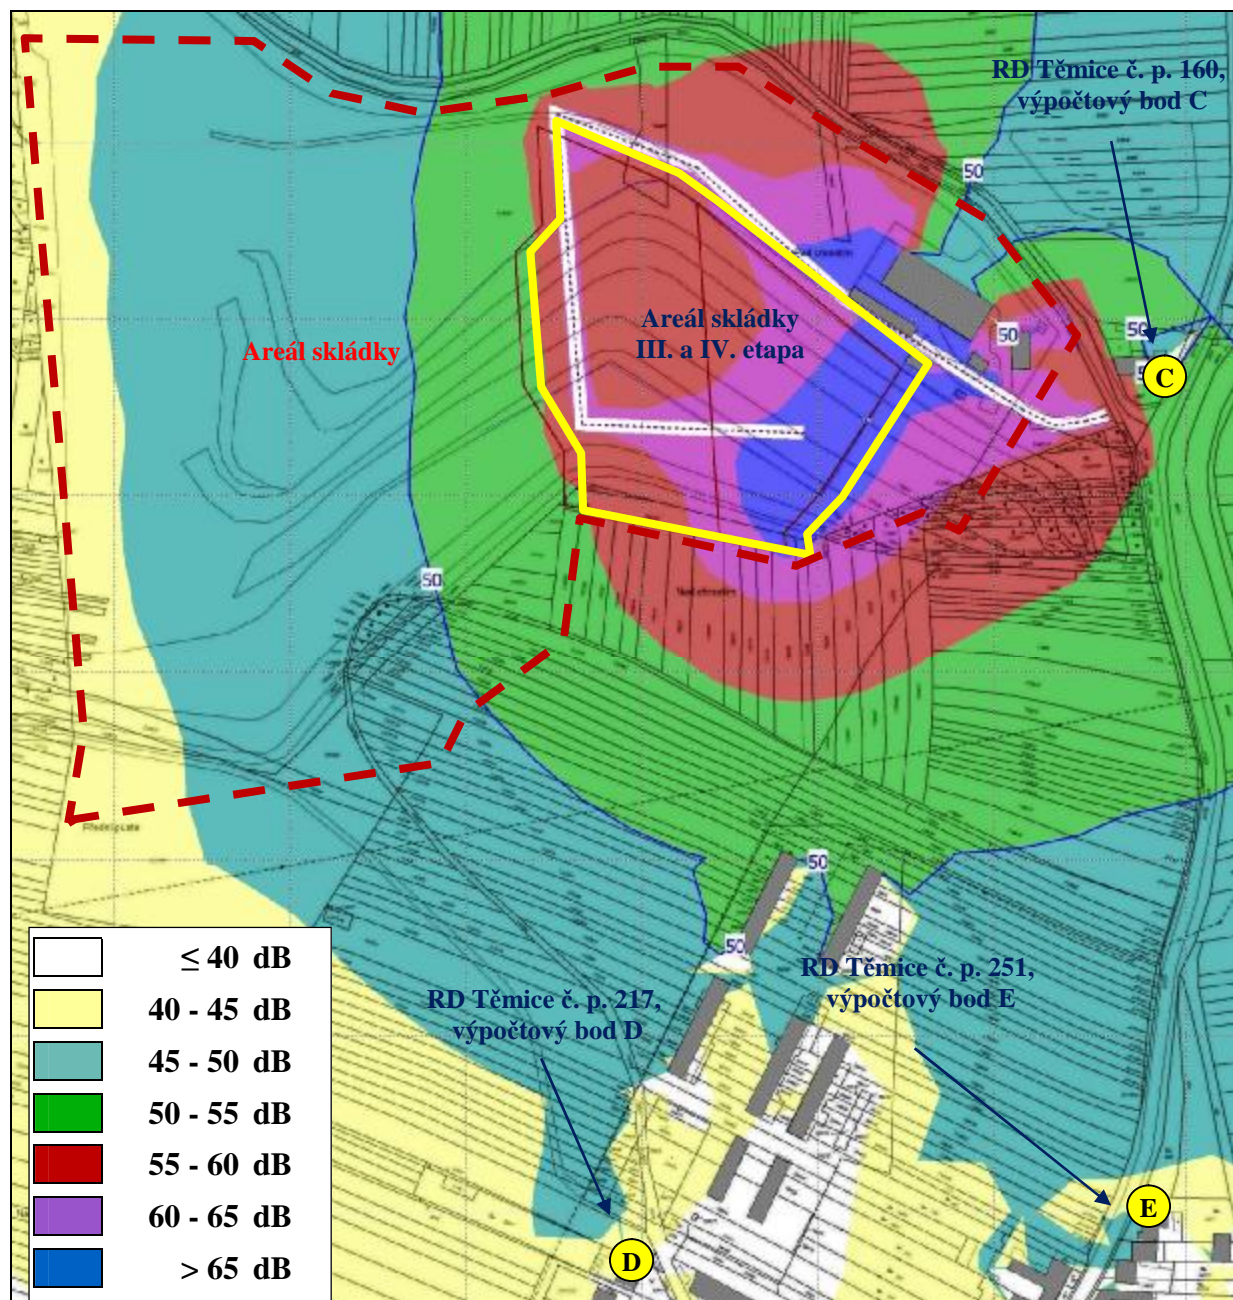 RD Těmice č. p. 160,
výpočtový bod C
50
50
50
C
Areál skládky
Areál skládky
III. a IV. etapa
50
50
50
RD Těmice č. p. 251,
výpočtový bod E
RD Těmice č. p. 217,
výpočtový bod D
E
D
≤ 40 dB
40 - 45 dB
45 - 50 dB
50 - 55 dB
55 - 60 dB
60 - 65 dB
> 65 dB